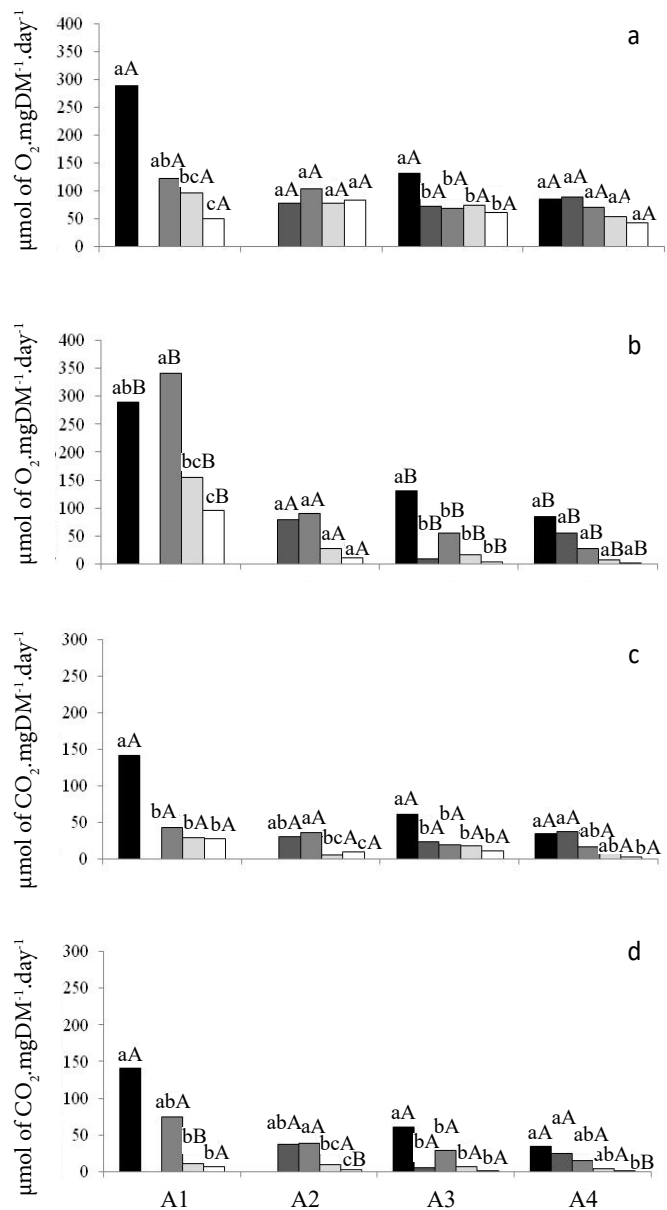 a
400
350
300
250
200
150
100
50
0
µmol of O₂.mgDM⁻¹.day⁻¹
aA abA bcA cA
aA aA aA aA
aA bA bA bA bA
aA aA aA aA aA
b
400
350
300
250
200
150
100
50
0
µmol of O₂.mgDM⁻¹.day⁻¹
abB aB bcB cB
aA aA aA aA
aB bB bB bB bB
aB aB aB aB aB
c
300
250
200
150
100
50
0
µmol of CO₂.mgDM⁻¹.day⁻¹
aA bA bA bA
abA aA bcA cA
aA bA bA bA bA
aA aA abA abA bA
d
300
250
200
150
100
50
0
µmol of CO₂.mgDM⁻¹.day⁻¹
aA abA bB bA
abA aA bcA cB
aA bA bA bA bA
aA aA abA abA bB
A1 A2 A3 A4